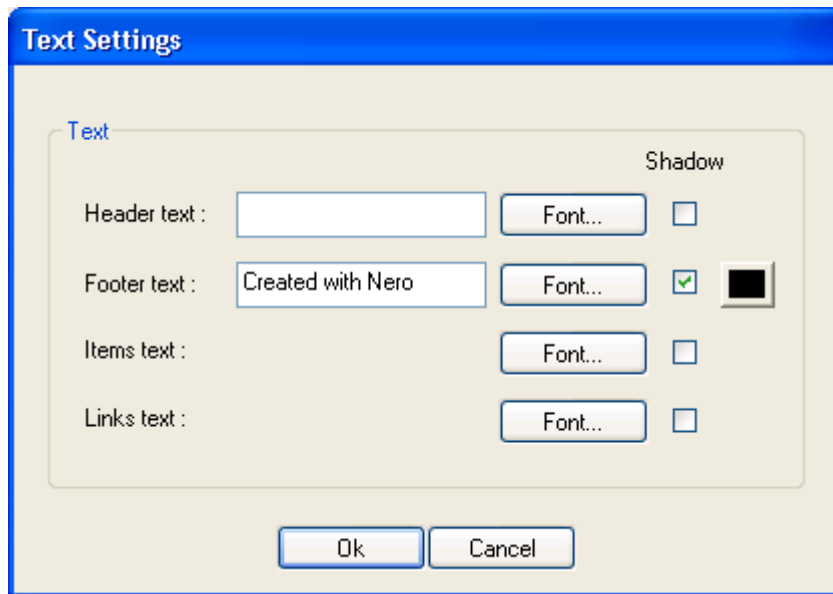 Text Settings
Text
Shadow
Header text :
Font...
Footer text :
Created with Nero
Font...
Items text :
Font...
Links text :
Font...
Ok
Cancel